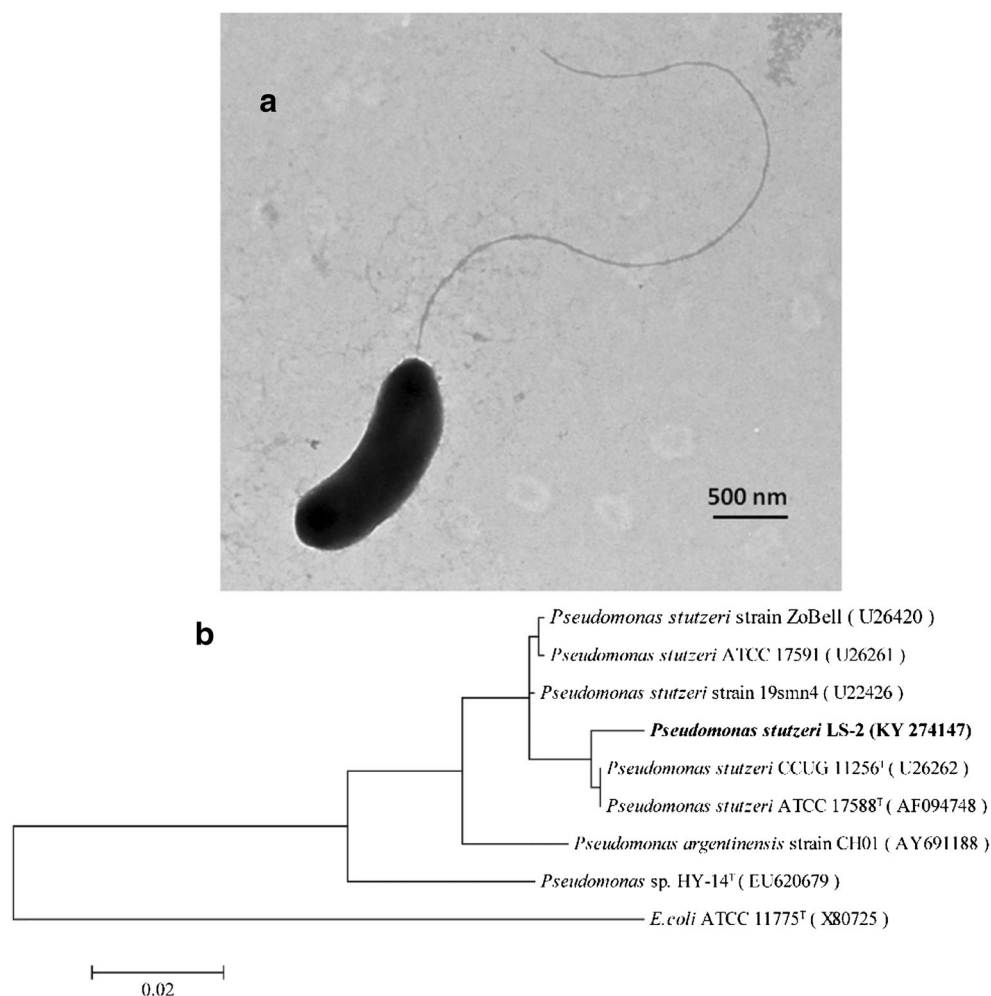 a
500 nm
b
Pseudomonas stutzeri strain ZoBell ( U26420 )
Pseudomonas stutzeri ATCC 17591 ( U26261 )
Pseudomonas stutzeri strain 19smn4 ( U22426 )
Pseudomonas stutzeri LS-2 (KY 274147)
Pseudomonas stutzeri CCUG 11256ᵀ ( U26262 )
Pseudomonas stutzeri ATCC 17588ᵀ ( AF094748 )
Pseudomonas argentinensis strain CH01 ( AY691188 )
Pseudomonas sp. HY-14ᵀ ( EU620679 )
E.coli ATCC 11775ᵀ ( X80725 )
0.02